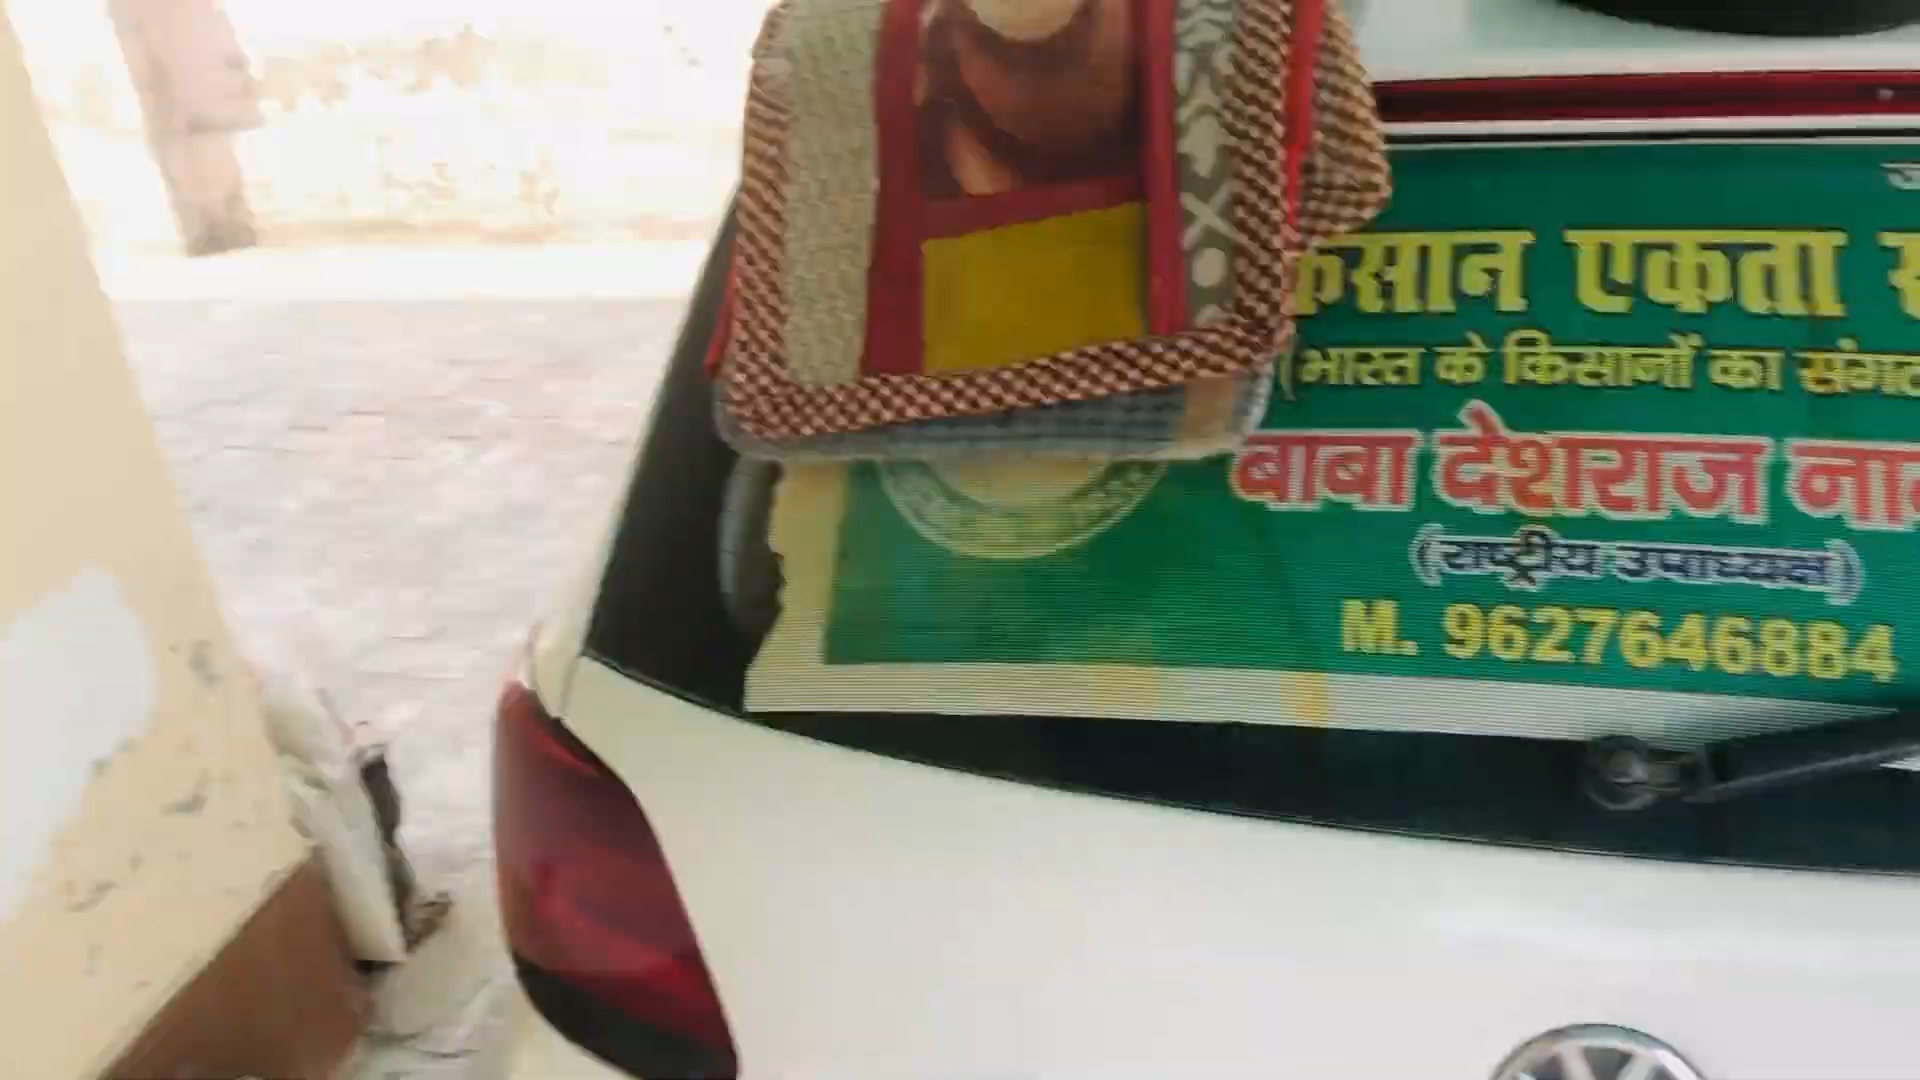 किसान एकता
(भारत के किसानों का
बाबा देशराज
(राष्ट्रीय उपाध्यक्ष)
M. 9627646884